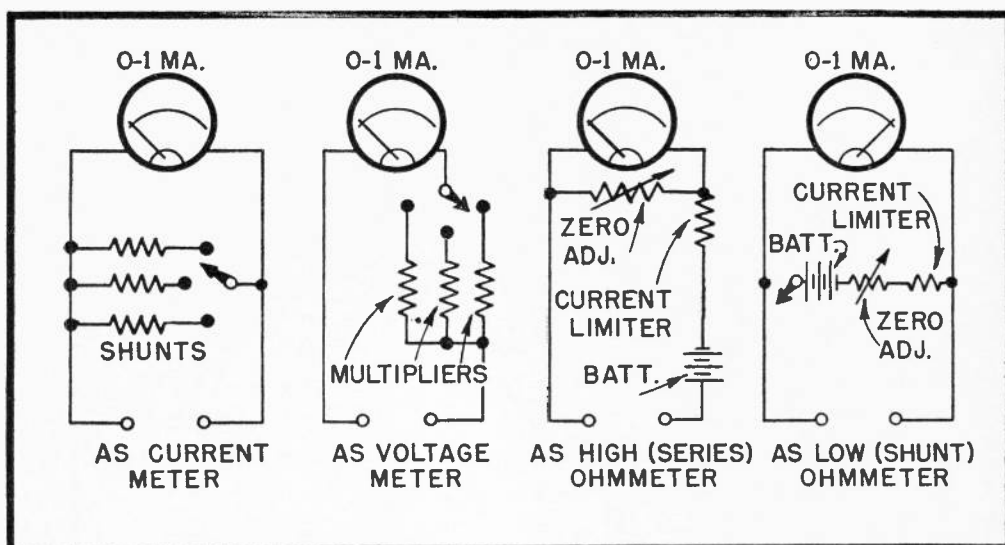 0-1 MA.
SHUNTS
AS CURRENT
METER
0-1 MA.
MULTIPLIERS
AS VOLTAGE
METER
0-1 MA.
ZERO
ADJ.
CURRENT
LIMITER
BATT.
AS HIGH (SERIES)
OHMMETER
0-1 MA.
CURRENT
LIMITER
BATT.
ZERO
ADJ.
AS LOW (SHUNT)
OHMMETER